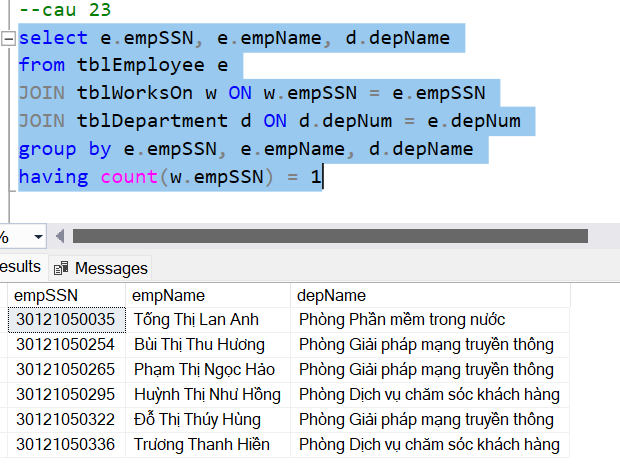 --cau 23
select e.empSSN, e.empName, d.depName
from tblEmployee e
JOIN tblWorksOn w ON w.empSSN = e.empSSN
JOIN tblDepartment d ON d.depNum = e.depNum
group by e.empSSN, e.empName, d.depName
having count(w.empSSN) = 1
%
esults Messages
empSSN empName depName
30121050035 Tống Thị Lan Anh Phòng Phần mềm trong nước
30121050254 Bùi Thị Thu Hương Phòng Giải pháp mạng truyền thông
30121050265 Phạm Thị Ngọc Hảo Phòng Giải pháp mạng truyền thông
30121050295 Huỳnh Thị Như Hồng Phòng Dịch vụ chăm sóc khách hàng
30121050322 Đỗ Thị Thúy Hùng Phòng Giải pháp mạng truyền thông
30121050336 Trương Thanh Hiền Phòng Dịch vụ chăm sóc khách hàng